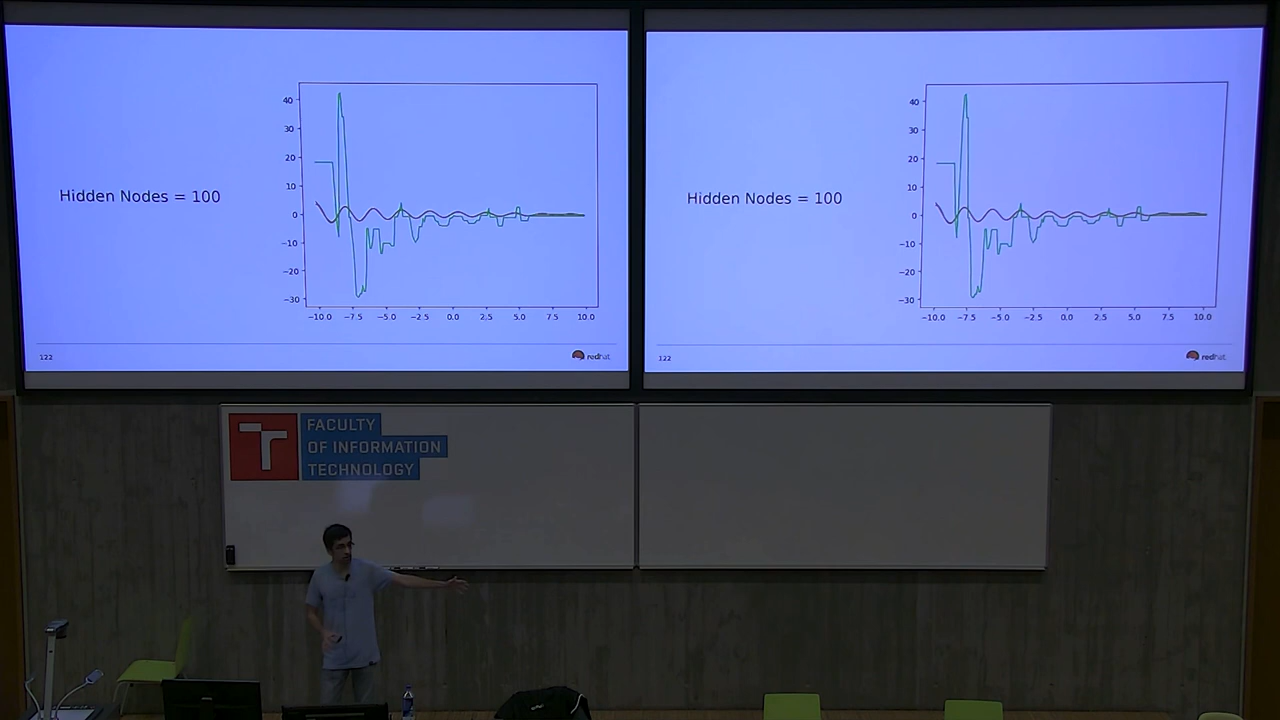 Hidden Nodes = 100
40
30
20
10
0
−10
−20
−30
−10.0 −7.5 −5.0 −2.5 0.0 2.5 5.0 7.5 10.0
122
redhat
Hidden Nodes = 100
40
30
20
10
0
−10
−20
−30
−10.0 −7.5 −5.0 −2.5 0.0 2.5 5.0 7.5 10.0
122
redhat
T
FACULTY
OF INFORMATION
TECHNOLOGY